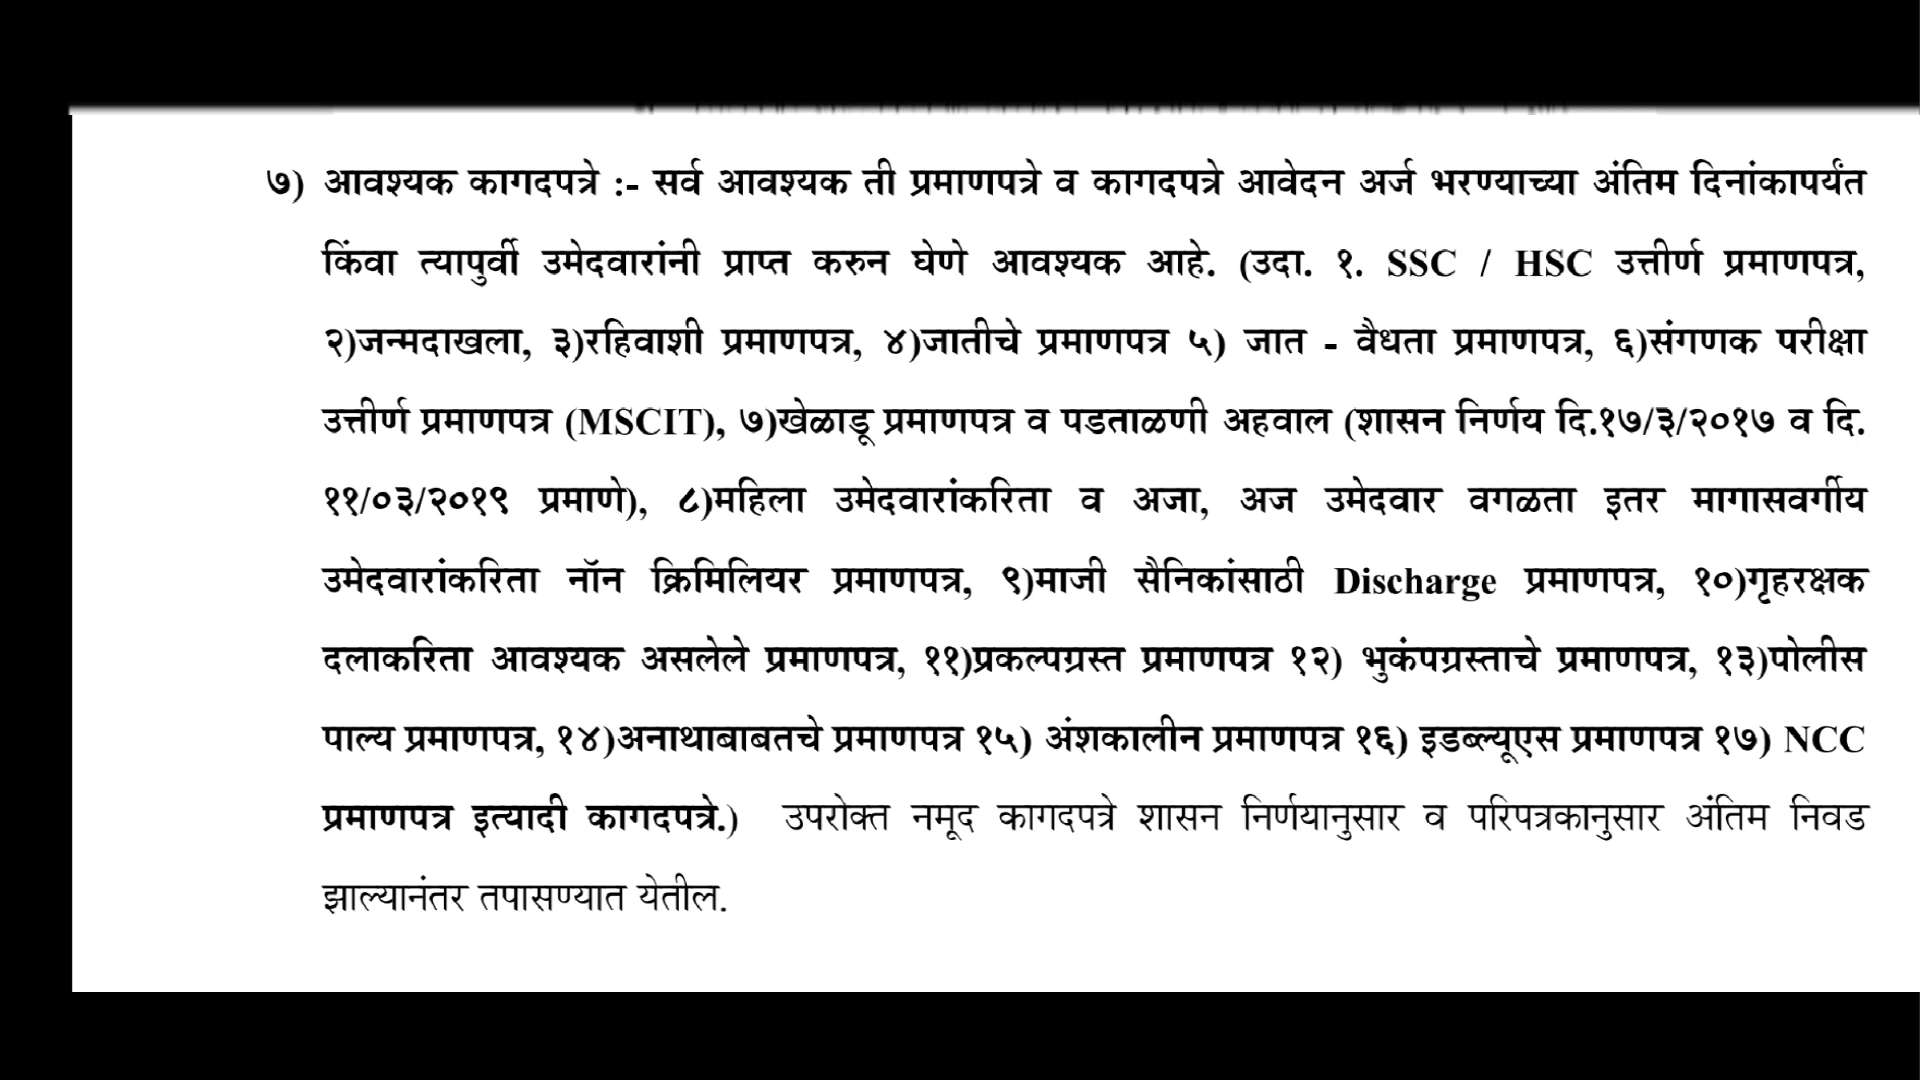 ७) आवश्यक कागदपत्रे :- सर्व आवश्यक ती प्रमाणपत्रे व कागदपत्रे आवेदन अर्ज भरण्याच्या अंतिम दिनांकापर्यंत
किंवा त्यापुर्वी उमेदवारांनी प्राप्त करुन घेणे आवश्यक आहे. (उदा. १. SSC / HSC उत्तीर्ण प्रमाणपत्र,
२)जन्मदाखला, ३)रहिवाशी प्रमाणपत्र, ४)जातीचे प्रमाणपत्र ५) जात - वैधता प्रमाणपत्र, ६)संगणक परीक्षा
उत्तीर्ण प्रमाणपत्र (MSCIT), ७)खेळाडू प्रमाणपत्र व पडताळणी अहवाल (शासन निर्णय दि.१७/३/२०१७ व दि.
११/०३/२०१९ प्रमाणे), ८)महिला उमेदवारांकरिता व अजा, अज उमेदवार वगळता इतर मागासवर्गीय
उमेदवारांकरिता नॉन क्रिमिलियर प्रमाणपत्र, ९)माजी सैनिकांसाठी Discharge प्रमाणपत्र, १०)गृहरक्षक
दलाकरिता आवश्यक असलेले प्रमाणपत्र, ११)प्रकल्पग्रस्त प्रमाणपत्र १२) भुकंपग्रस्ताचे प्रमाणपत्र, १३)पोलीस
पाल्य प्रमाणपत्र, १४)अनाथाबाबतचे प्रमाणपत्र १५) अंशकालीन प्रमाणपत्र १६) इडब्ल्यूएस प्रमाणपत्र १७) NCC
प्रमाणपत्र इत्यादी कागदपत्रे.) उपरोक्त नमूद कागदपत्रे शासन निर्णयानुसार व परिपत्रकानुसार अंतिम निवड
झाल्यानंतर तपासण्यात येतील.